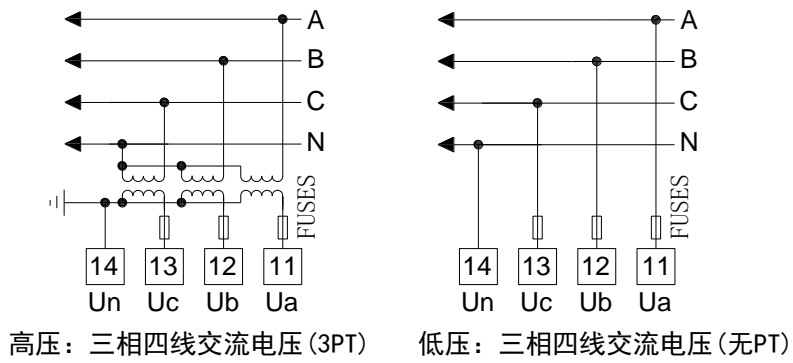 A
B
C
N
FUSES
14 13 12 11
Un Uc Ub Ua
高压：三相四线交流电压(3PT)
A
B
C
N
FUSES
14 13 12 11
Un Uc Ub Ua
低压：三相四线交流电压(无PT)